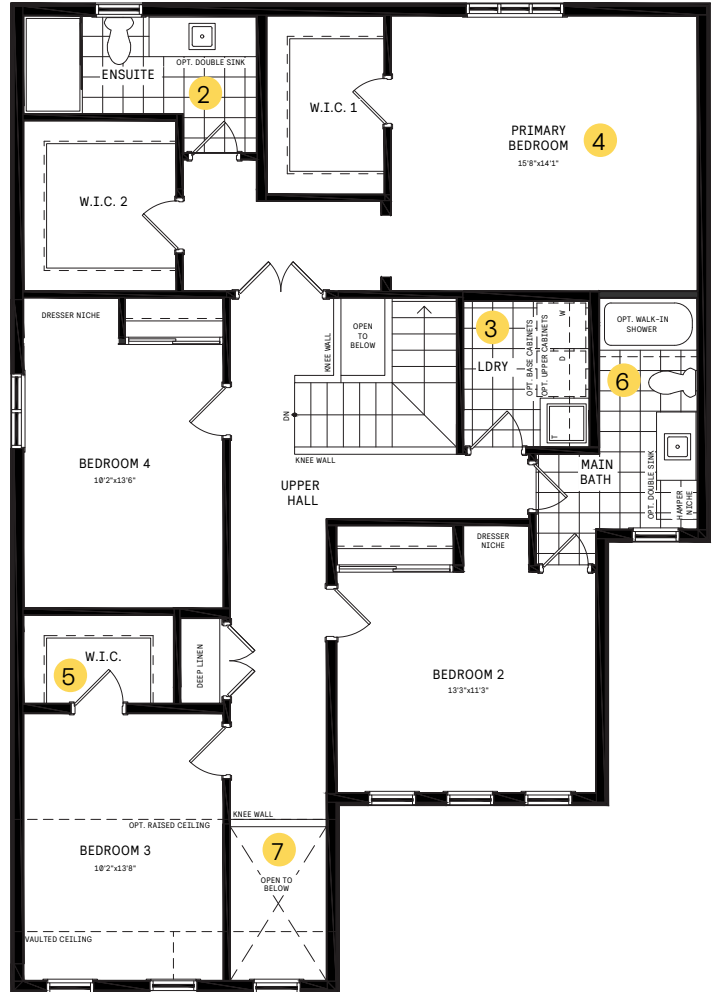 ENSUITE
OPT. DOUBLE SINK
2
W.I.C. 1
PRIMARY
BEDROOM
15'8"x14'1"
4
W.I.C. 2
DRESSER NICHE
KNEE WALL
OPEN
TO
BELOW
3
LDRY
OPT. BASE CABINETS
OPT. UPPER CABINETS
W
D
T
OPT. WALK-IN
SHOWER
6
DN
KNEE WALL
BEDROOM 4
10'2"x13'6"
UPPER
HALL
MAIN
BATH
OPT. DOUBLE SINK
HAMPER
NICHE
DRESSER
NICHE
W.I.C.
5
DEEP LINEN
BEDROOM 2
13'3"x11'3"
KNEE WALL
OPT. RAISED CEILING
BEDROOM 3
10'2"x13'8"
7
OPEN TO
BELOW
VAULTED CEILING